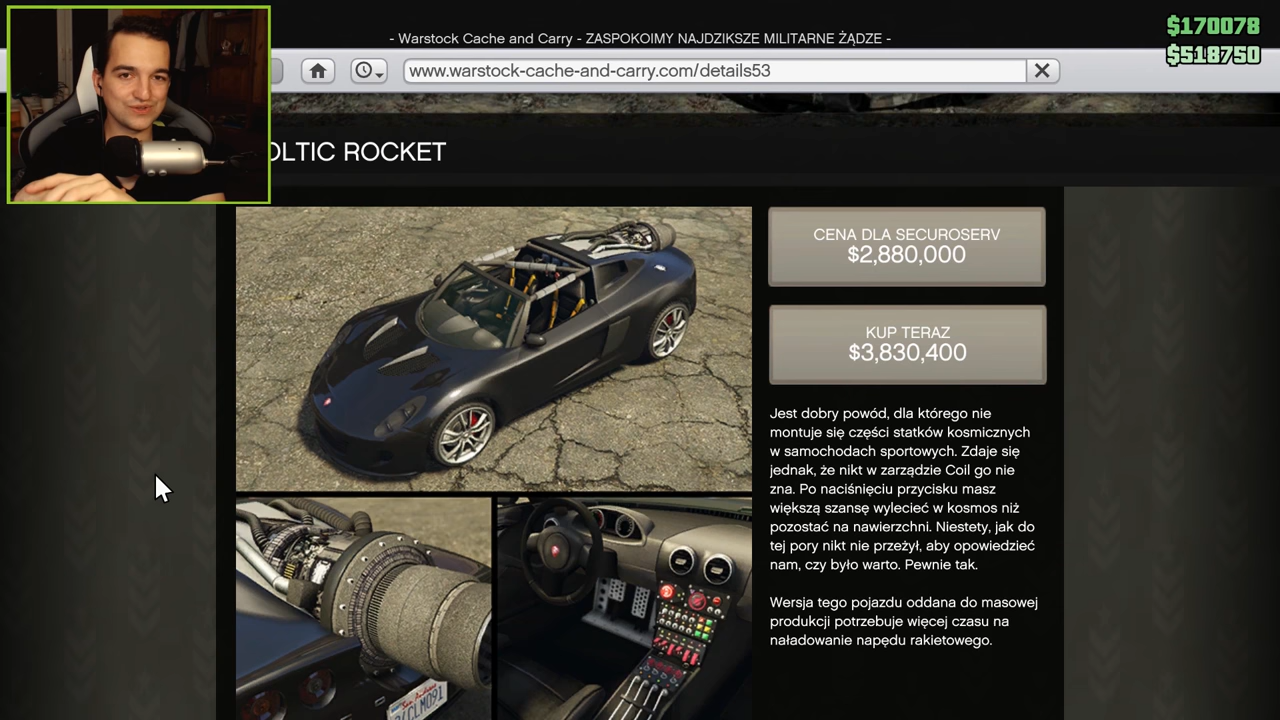 - Warstock Cache and Carry - ZASPOKOIMY NAJDZIKSZE MILITARNE ŻĄDZE -
$170078
$518750
www.warstock-cache-and-carry.com/details53
OLTIC ROCKET
CENA DLA SECUROSERV
$2,880,000
KUP TERAZ
$3,830,400
Jest dobry powód, dla którego nie
montuje się części statków kosmicznych
w samochodach sportowych. Zdaje się
jednak, że nikt w zarządzie Coil go nie
zna. Po naciśnięciu przycisku masz
większą szansę wylecieć w kosmos niż
pozostać na nawierzchni. Niestety, jak do
tej pory nikt nie przeżył, aby opowiedzieć
nam, czy było warto. Pewnie tak.
Wersja tego pojazdu oddana do masowej
produkcji potrzebuje więcej czasu na
naładowanie napędu rakietowego.
San Andreas